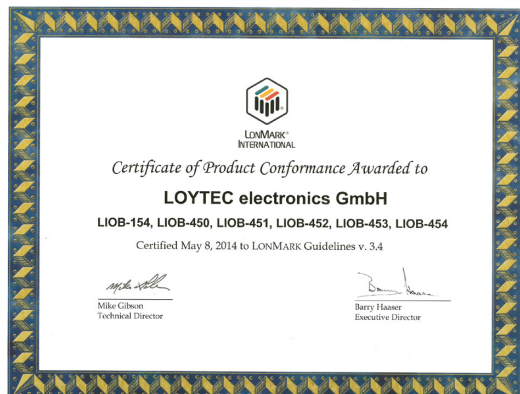 LONMARK®
INTERNATIONAL
Certificate of Product Conformance Awarded to
LOYTEC electronics GmbH
LIOB-154, LIOB-450, LIOB-451, LIOB-452, LIOB-453, LIOB-454
Certified May 8, 2014 to LONMARK Guidelines v. 3.4
Mike Gibson
Technical Director
Barry Haaser
Executive Director